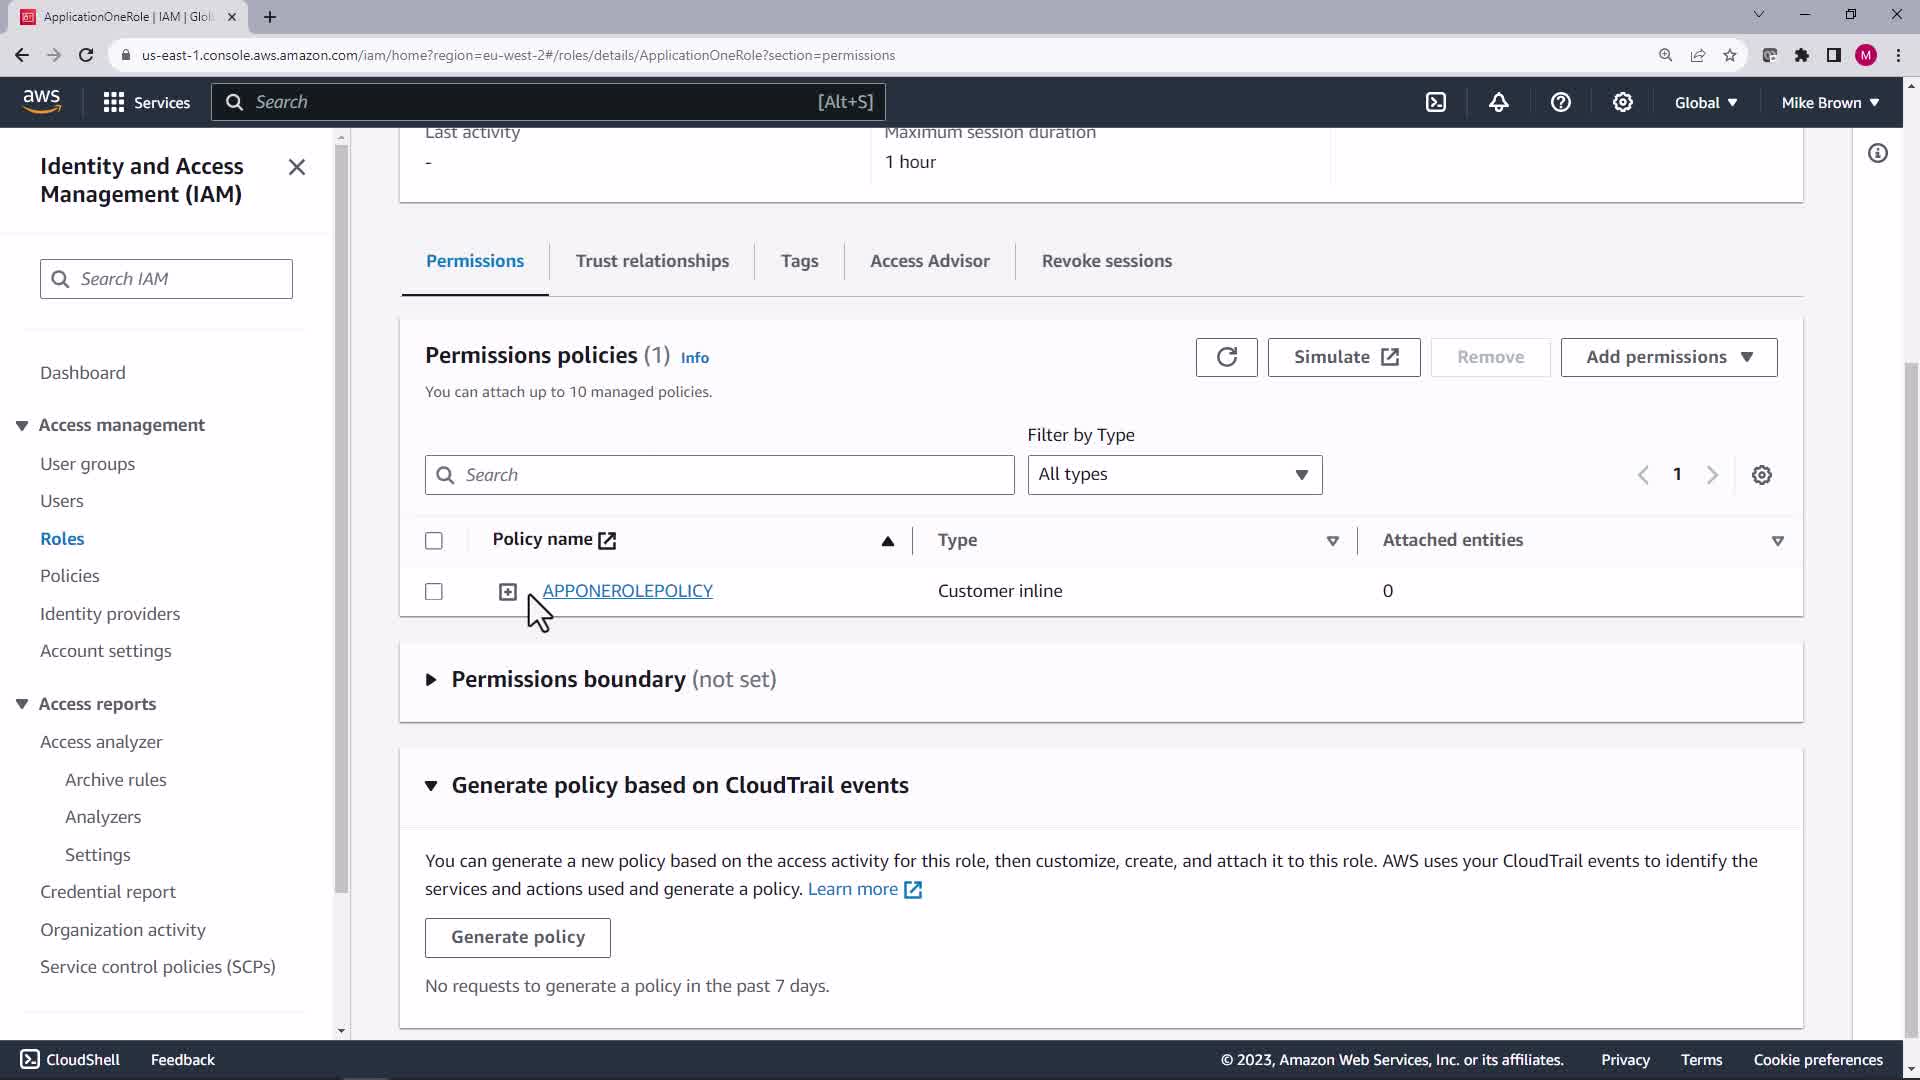 ApplicationOneRole | IAM | Glob
us-east-1.console.aws.amazon.com/iam/home?region=eu-west-2#/roles/details/ApplicationOneRole?section=permissions
M
aws
Services
Search
[Alt+S]
Global
Mike Brown
Identity and Access
Management (IAM)
Search IAM
Dashboard
Access management
User groups
Users
Roles
Policies
Identity providers
Account settings
Access reports
Access analyzer
Archive rules
Analyzers
Settings
Credential report
Organization activity
Service control policies (SCPs)
Last activity
-
Maximum session duration
1 hour
Permissions
Trust relationships
Tags
Access Advisor
Revoke sessions
Permissions policies (1) Info
You can attach up to 10 managed policies.
Simulate
Remove
Add permissions
Filter by Type
Search
All types
1
Policy name
Type
Attached entities
APPONEROLEPOLICY
Customer inline
0
Permissions boundary (not set)
Generate policy based on CloudTrail events
You can generate a new policy based on the access activity for this role, then customize, create, and attach it to this role. AWS uses your CloudTrail events to identify the
services and actions used and generate a policy. Learn more
Generate policy
No requests to generate a policy in the past 7 days.
CloudShell
Feedback
© 2023, Amazon Web Services, Inc. or its affiliates.
Privacy
Terms
Cookie preferences